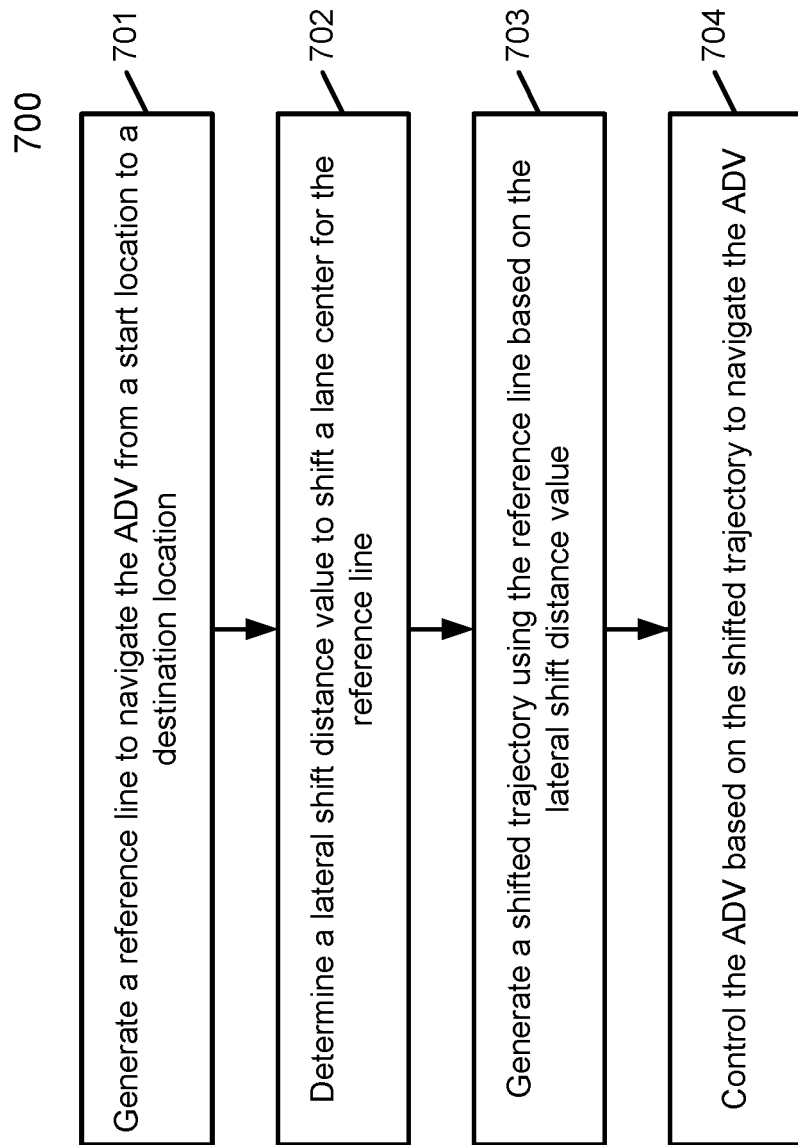 700
Generate a reference line to navigate the ADV from a start location to a
destination location
701
Determine a lateral shift distance value to shift a lane center for the
reference line
702
Generate a shifted trajectory using the reference line based on the
lateral shift distance value
703
Control the ADV based on the shifted trajectory to navigate the ADV
704